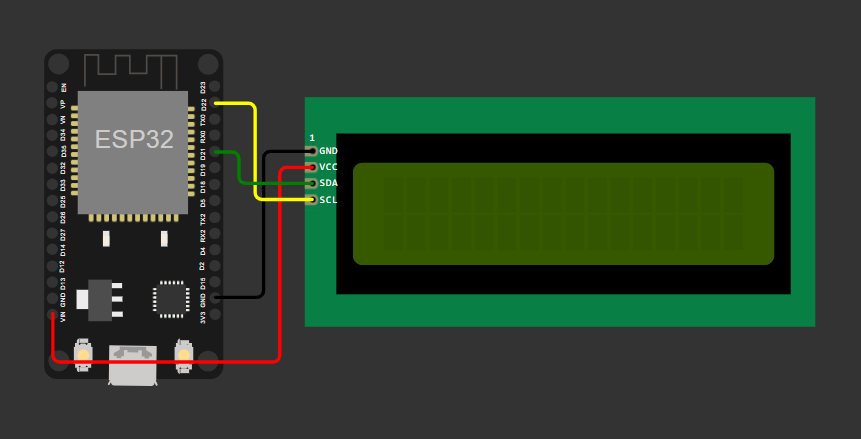 EN
VP
VN
D34
D35
D32
D33
D25
D26
D27
D14
D12
D13
GND
VIN
ESP32
D23
D22
TX0
RX0
D21
D19
D18
D5
TX2
RX2
D4
D2
D15
GND
3V3
1
GND
VCC
SDA
SCL